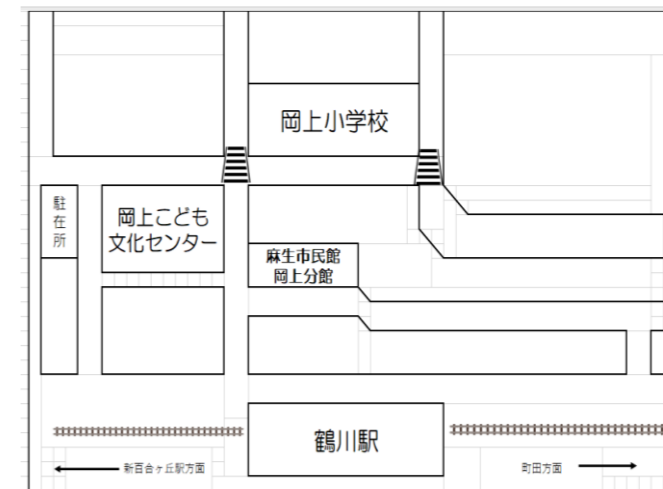 岡上小学校
駐在所
岡上こども
文化センター
麻生市民館
岡上分館
鶴川駅
新百合ヶ丘駅方面
町田方面